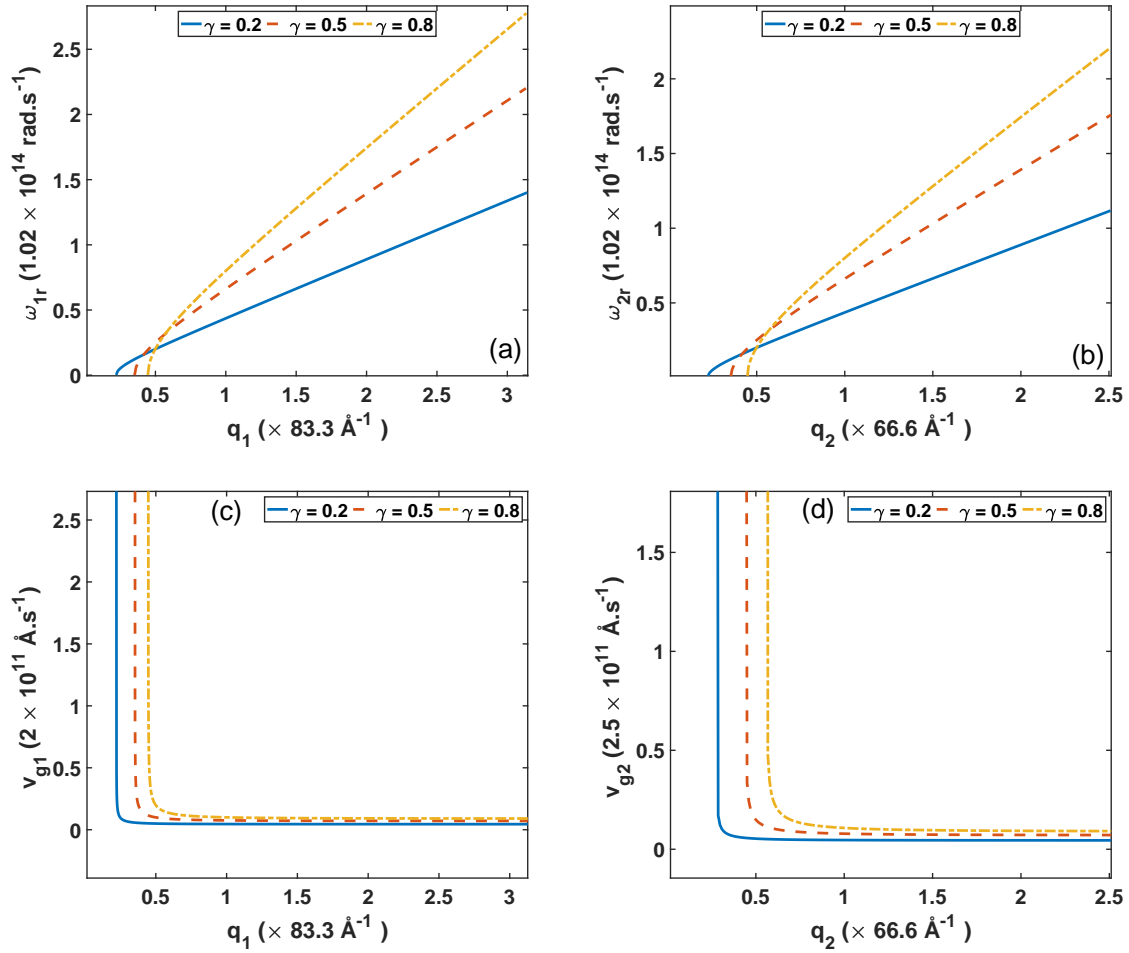 γ = 0.2 γ = 0.5 γ = 0.8
2.5
2
1.5
1
0.5
0
ω1r (1.02 × 10^14 rad.s^-1)
(a)
0.5 1 1.5 2 2.5 3
q1 (× 83.3 Å^-1 )
γ = 0.2 γ = 0.5 γ = 0.8
2
1.5
1
0.5
ω2r (1.02 × 10^14 rad.s^-1)
(b)
0.5 1 1.5 2 2.5
q2 (× 66.6 Å^-1 )
(c)
γ = 0.2 γ = 0.5 γ = 0.8
2.5
2
1.5
1
0.5
0
vg1 (2 × 10^11 Å.s^-1)
0.5 1 1.5 2 2.5 3
q1 (× 83.3 Å^-1 )
(d)
γ = 0.2 γ = 0.5 γ = 0.8
1.5
1
0.5
0
vg2 (2.5 × 10^11 Å.s^-1)
0.5 1 1.5 2 2.5
q2 (× 66.6 Å^-1 )